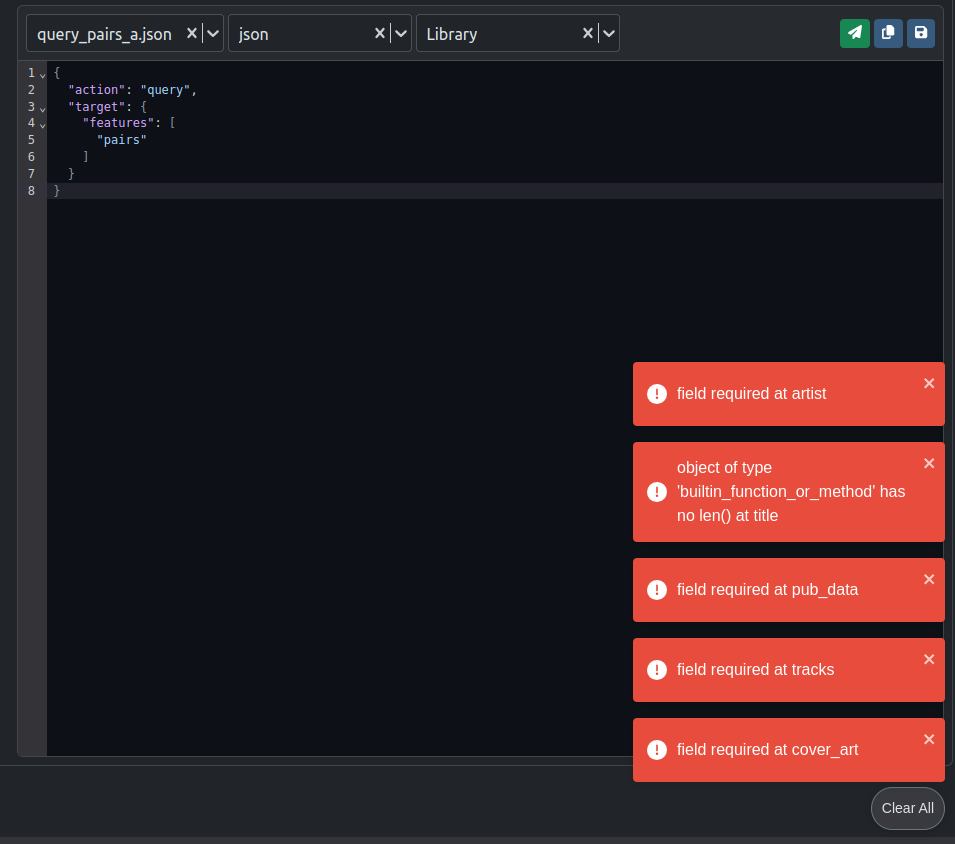 query_pairs_a.json json Library
1 {
2 "action": "query",
3 "target": {
4 "features": [
5 "pairs"
6 ]
7 }
8 }
field required at artist
object of type
'builtin_function_or_method' has
no len() at title
field required at pub_data
field required at tracks
field required at cover_art
Clear All